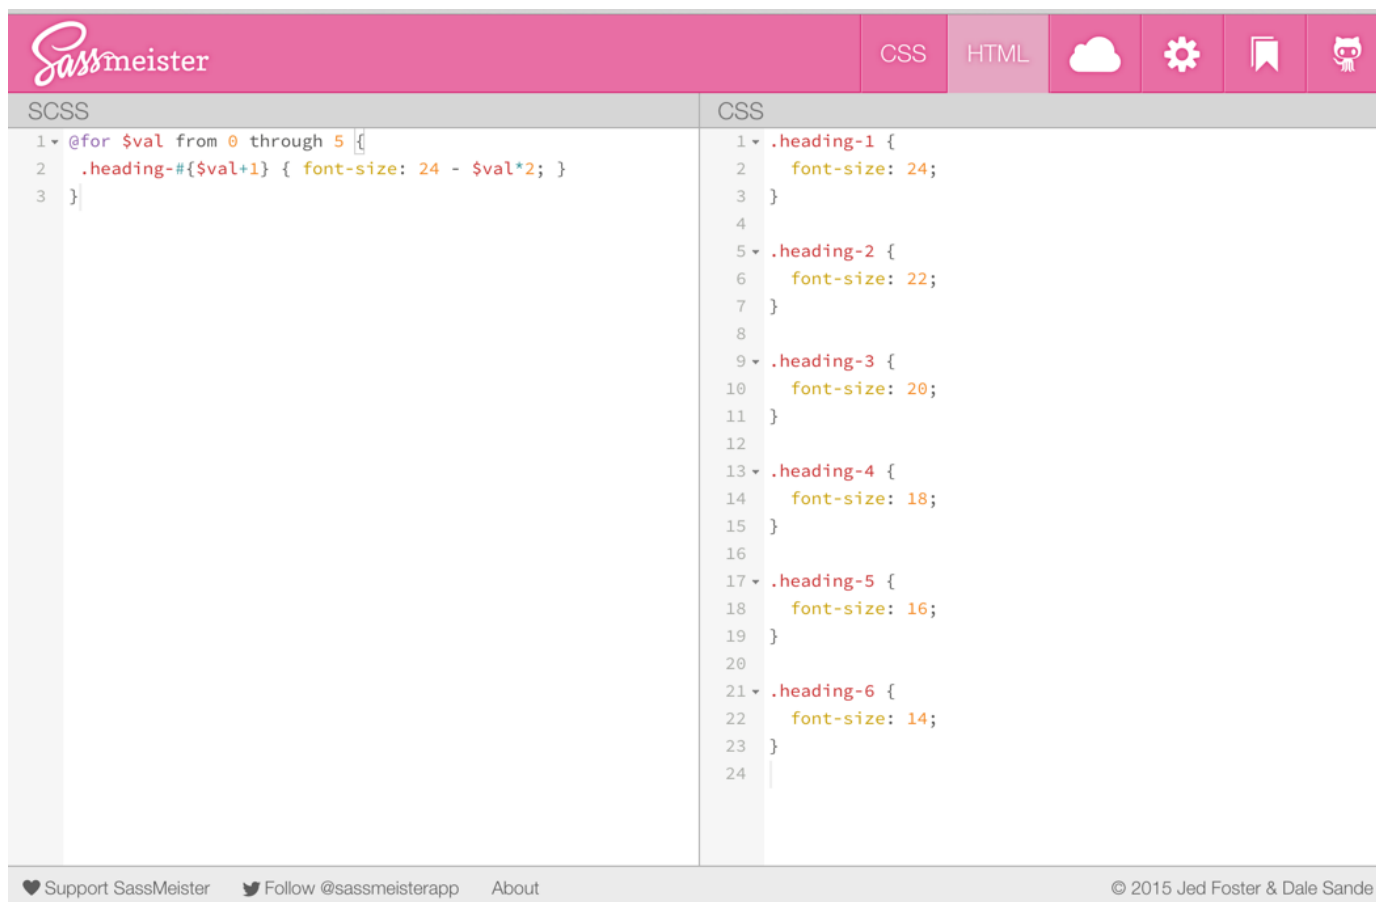 Sassmeister CSS HTML
SCSS
1 @for $val from 0 through 5 {
2 .heading-#{$val+1} { font-size: 24 - $val*2; }
3 }
CSS
1 .heading-1 {
2 font-size: 24;
3 }
4
5 .heading-2 {
6 font-size: 22;
7 }
8
9 .heading-3 {
10 font-size: 20;
11 }
12
13 .heading-4 {
14 font-size: 18;
15 }
16
17 .heading-5 {
18 font-size: 16;
19 }
20
21 .heading-6 {
22 font-size: 14;
23 }
24
Support SassMeister Follow @sassmeisterapp About © 2015 Jed Foster & Dale Sande